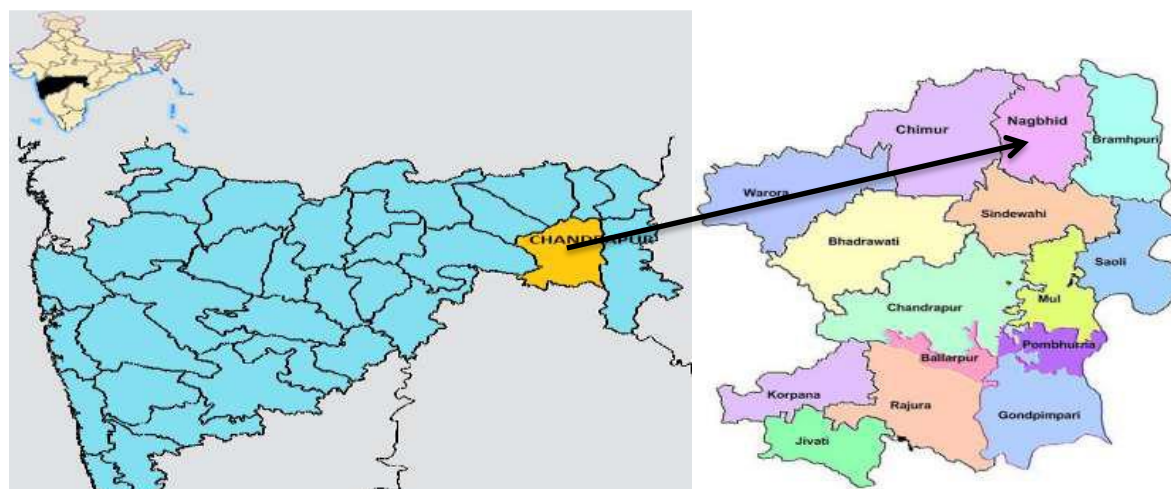 CHANDRAPUR
Nagbhid
Chimur
Bramhpuri
Warora
Sindewahi
Bhadrawati
Saoli
Chandrapur
Mul
Pombhurna
Ballarpur
Korpana
Rajura
Gondpimpari
Jivati